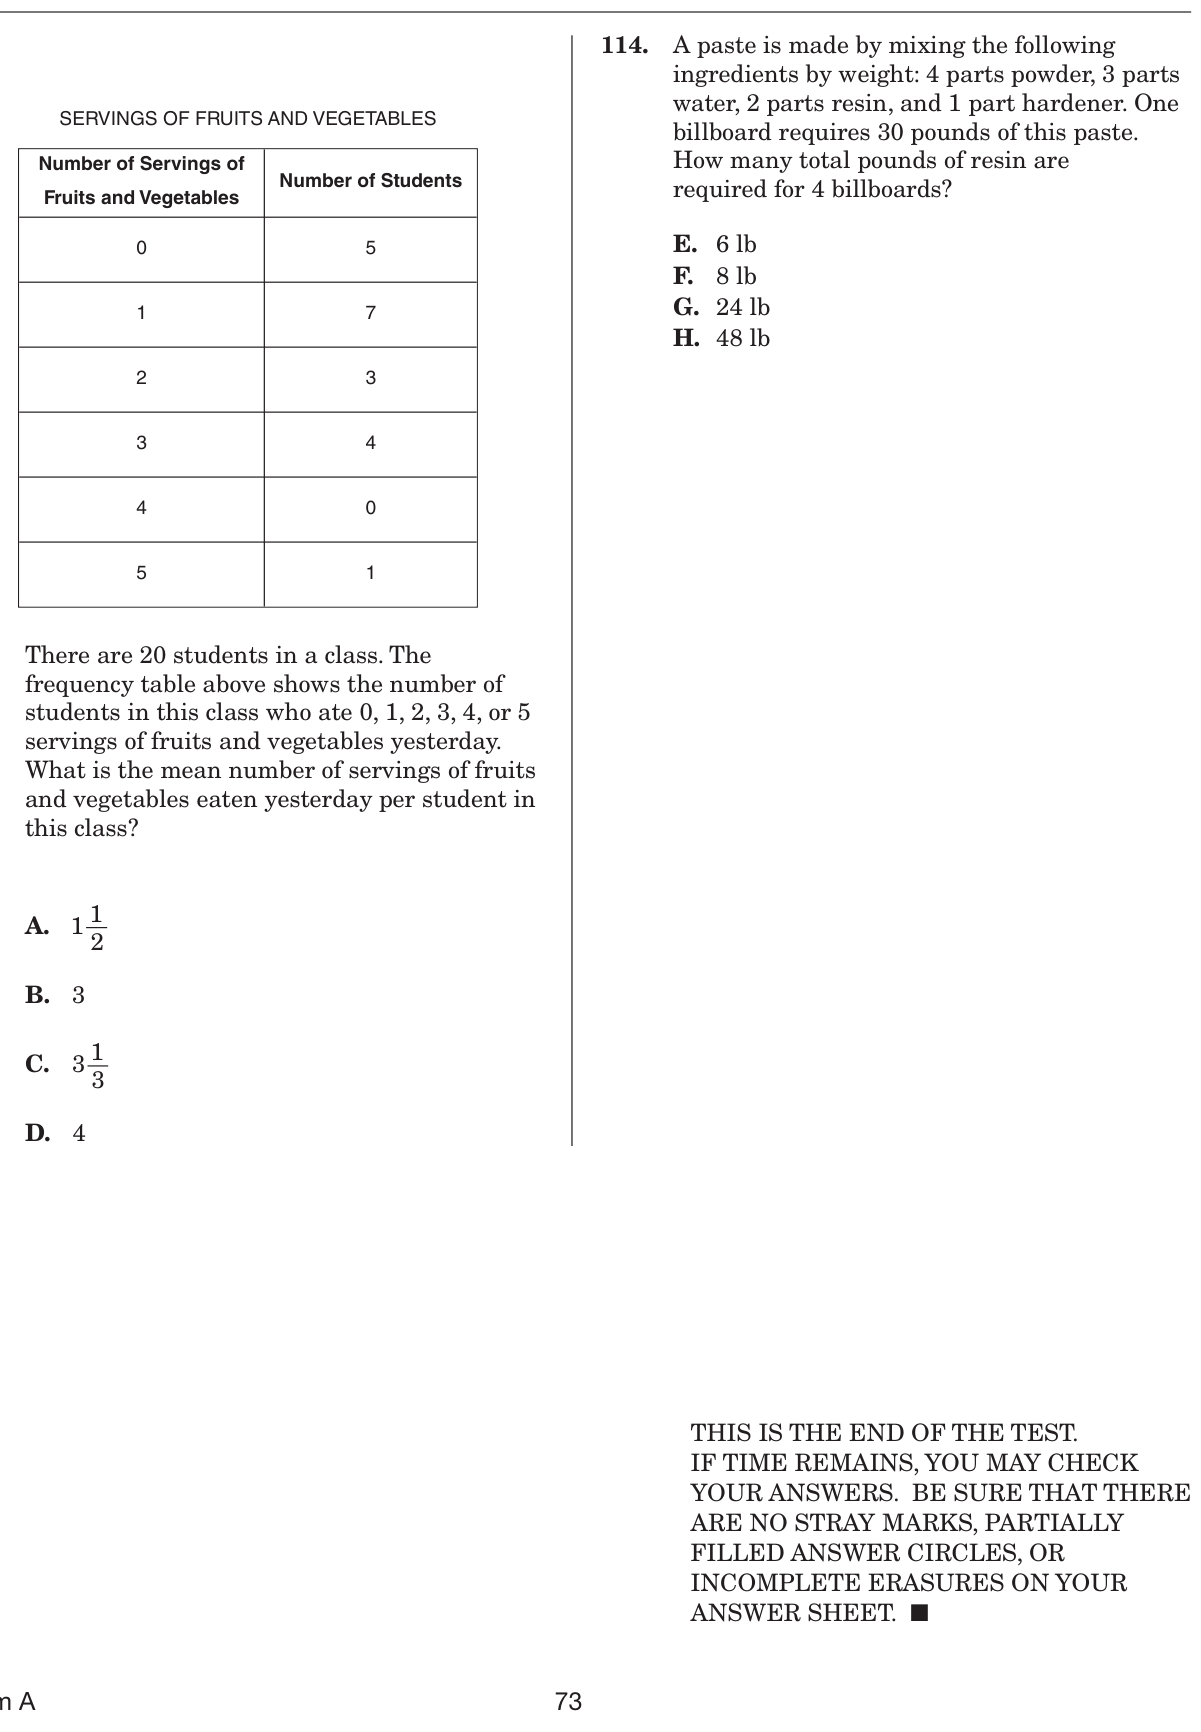 SERVINGS OF FRUITS AND VEGETABLES
Number of Servings of
Fruits and Vegetables
Number of Students
0 5
1 7
2 3
3 4
4 0
5 1
There are 20 students in a class. The
frequency table above shows the number of
students in this class who ate 0, 1, 2, 3, 4, or 5
servings of fruits and vegetables yesterday.
What is the mean number of servings of fruits
and vegetables eaten yesterday per student in
this class?
A. 1 1/2
B. 3
C. 3 1/3
D. 4
114. A paste is made by mixing the following
ingredients by weight: 4 parts powder, 3 parts
water, 2 parts resin, and 1 part hardener. One
billboard requires 30 pounds of this paste.
How many total pounds of resin are
required for 4 billboards?
E. 6 lb
F. 8 lb
G. 24 lb
H. 48 lb
THIS IS THE END OF THE TEST.
IF TIME REMAINS, YOU MAY CHECK
YOUR ANSWERS. BE SURE THAT THERE
ARE NO STRAY MARKS, PARTIALLY
FILLED ANSWER CIRCLES, OR
INCOMPLETE ERASURES ON YOUR
ANSWER SHEET. ■
A 73